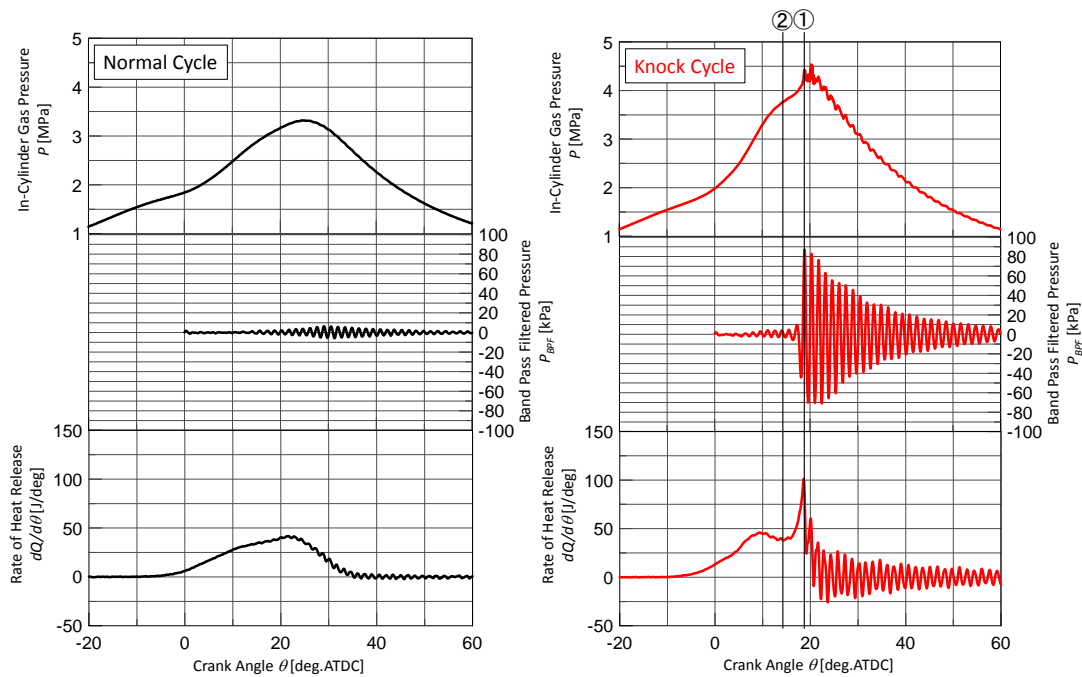 Normal Cycle
5
4
3
2
1
In-Cylinder Gas Pressure
P [MPa]
100
80
60
40
20
0
-20
-40
-60
-80
-100
Band Pass Filtered Pressure
P_BPF [kPa]
150
100
50
0
-50
Rate of Heat Release
dQ/dθ [J/deg]
-20 0 20 40 60
Crank Angle θ [deg.ATDC]
② ①
Knock Cycle
5
4
3
2
1
In-Cylinder Gas Pressure
P [MPa]
100
80
60
40
20
0
-20
-40
-60
-80
-100
Band Pass Filtered Pressure
P_BPF [kPa]
150
100
50
0
-50
Rate of Heat Release
dQ/dθ [J/deg]
-20 0 20 40 60
Crank Angle θ [deg.ATDC]